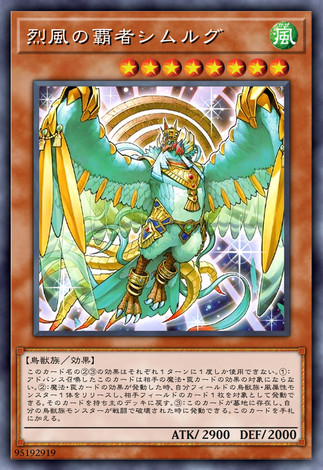 烈風の覇者シムルグ
風
【鳥獣族／効果】
このカード名の②③の効果はそれぞれ１ターンに１度しか使用できない。①：
アドバンス召喚したこのカードは相手の魔法・罠カードの効果の対象にならな
い。②：魔法・罠カードの効果が発動した時、自分フィールドの鳥獣族・風属性モ
ンスター１体をリリースし、相手フィールドのカード１枚を対象として発動で
きる。そのカードを持ち主のデッキに戻す。③：このカードが墓地に存在し、自
分の鳥獣族モンスターが戦闘で破壊された時に発動できる。このカードを手札
に加える。
ATK/ 2900 DEF/2000
95192919